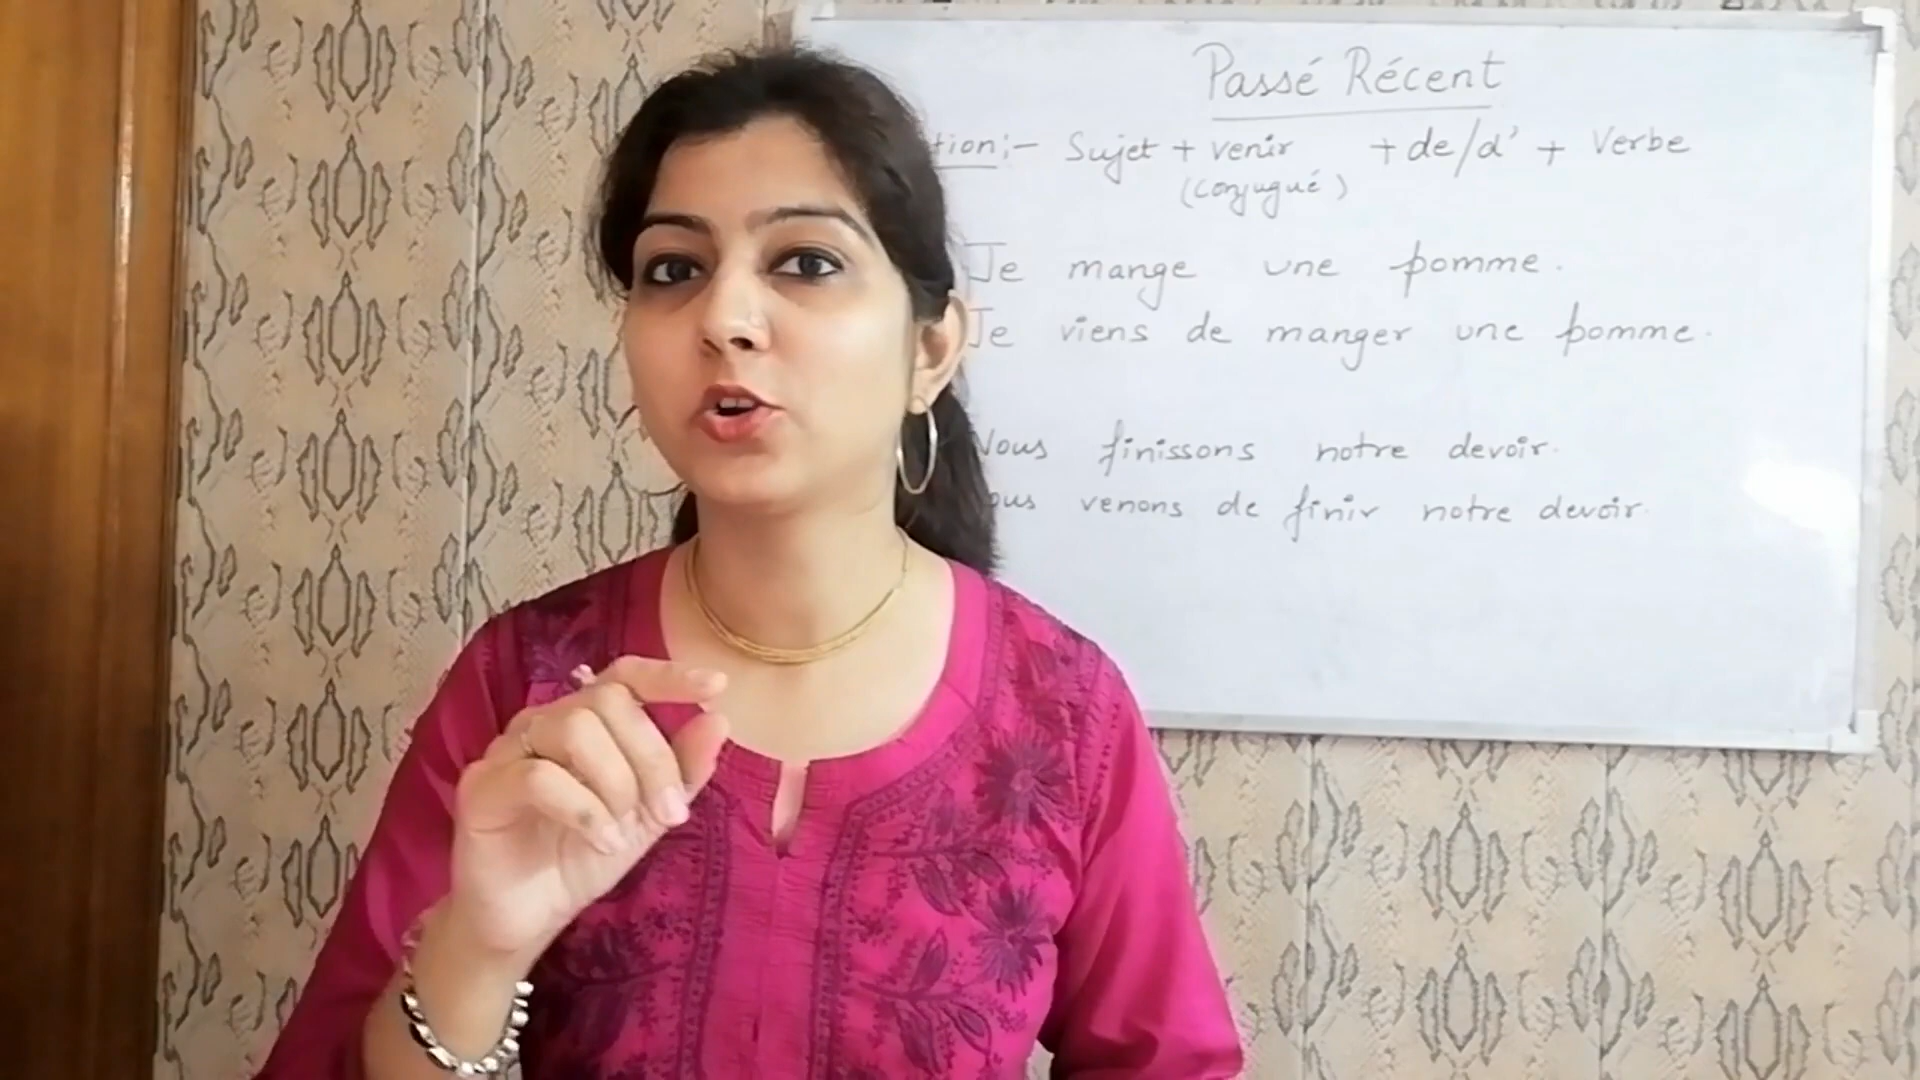 Passé Récent
tion:- Sujet + venir + de/d' + Verbe
(conjugué)
Je mange une pomme.
Je viens de manger une pomme.
Nous finissons notre devoir.
ous venons de finir notre devoir.